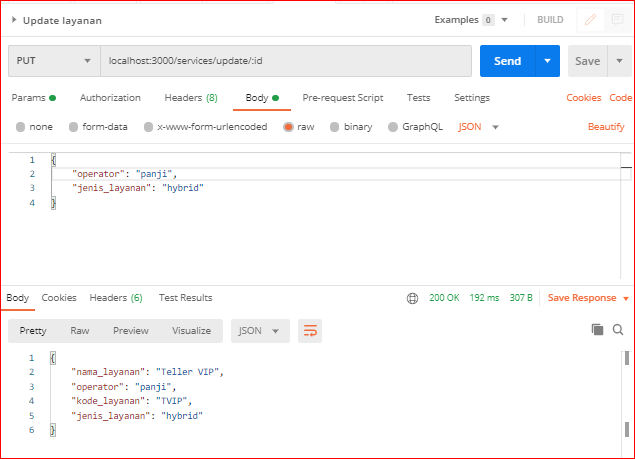 Update layanan Examples 0 BUILD
PUT localhost:3000/services/update/:id Send Save
Params Authorization Headers (8) Body Pre-request Script Tests Settings Cookies Code
none form-data x-www-form-urlencoded raw binary GraphQL JSON Beautify
1 {
2 "operator": "panji",
3 "jenis_layanan": "hybrid"
4 }
Body Cookies Headers (6) Test Results 200 OK 192 ms 307 B Save Response
Pretty Raw Preview Visualize JSON
1 {
2 "nama_layanan": "Teller VIP",
3 "operator": "panji",
4 "kode_layanan": "TVIP",
5 "jenis_layanan": "hybrid"
6 }